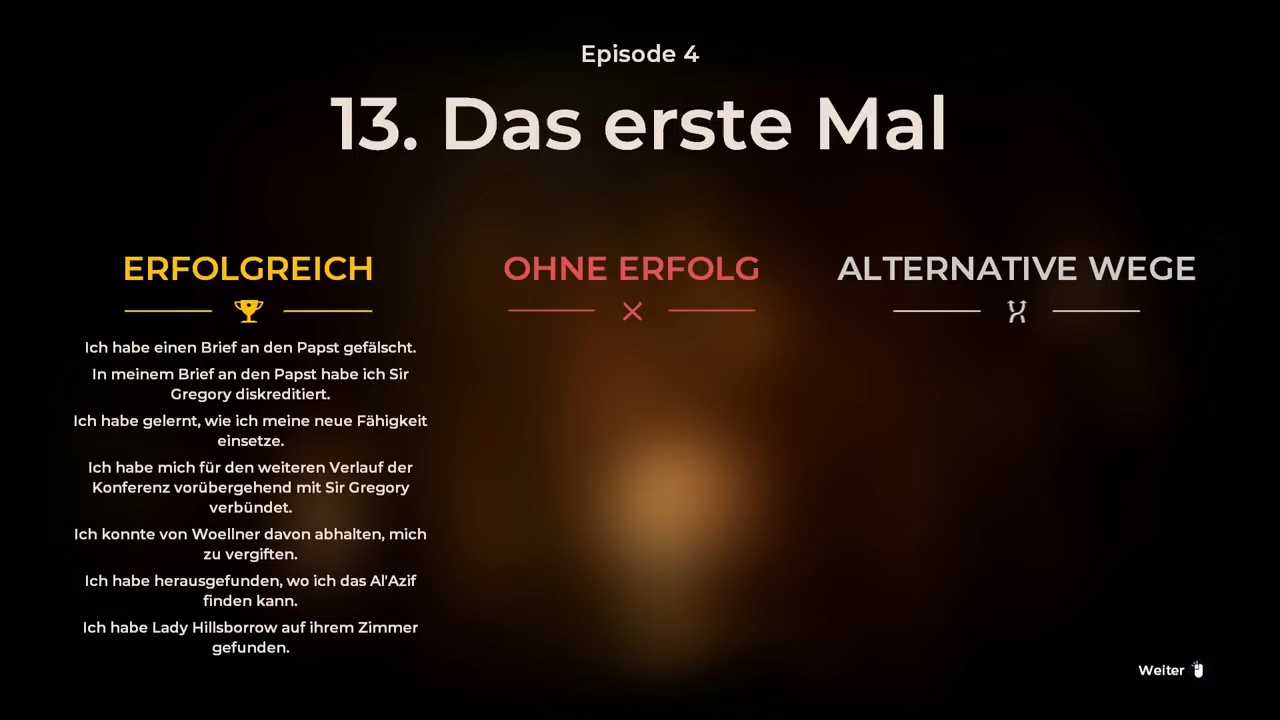 Episode 4
13. Das erste Mal
ERFOLGREICH
Ich habe einen Brief an den Papst gefälscht.
In meinem Brief an den Papst habe ich Sir
Gregory diskreditiert.
Ich habe gelernt, wie ich meine neue Fähigkeit
einsetze.
Ich habe mich für den weiteren Verlauf der
Konferenz vorübergehend mit Sir Gregory
verbündet.
Ich konnte von Woellner davon abhalten, mich
zu vergiften.
Ich habe herausgefunden, wo ich das Al'Azif
finden kann.
Ich habe Lady Hillsborrow auf ihrem Zimmer
gefunden.
OHNE ERFOLG
ALTERNATIVE WEGE
Weiter